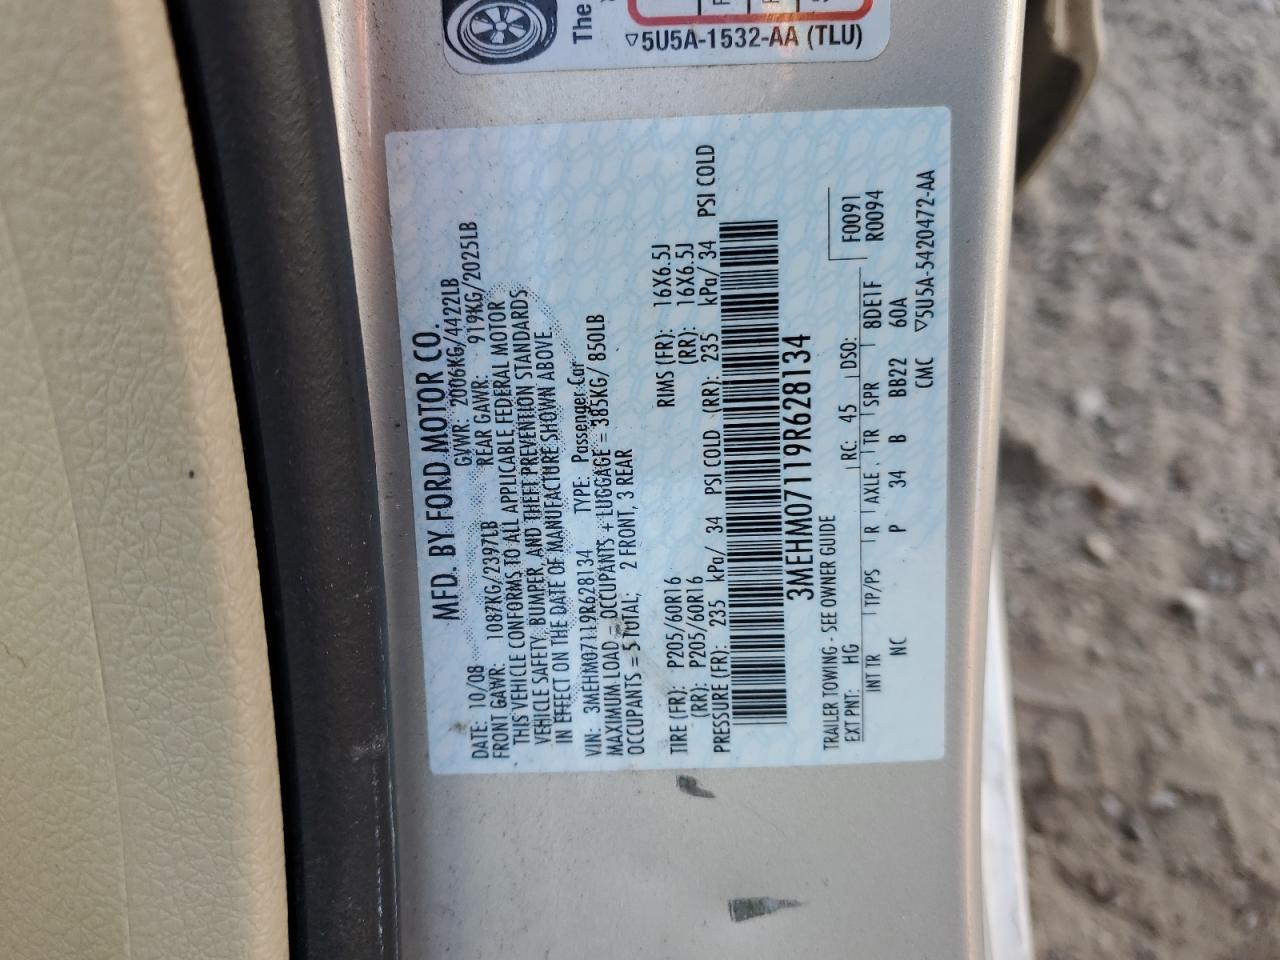 The
▽5U5A-1532-AA (TLU)
MFD. BY FORD MOTOR CO.
DATE: 10/08 GVWR: 2006KG/4422LB
FRONT GAWR: 1087KG/2397LB REAR GAWR: 919KG/2025LB
THIS VEHICLE CONFORMS TO ALL APPLICABLE FEDERAL MOTOR
VEHICLE SAFETY, BUMPER, AND THEFT PREVENTION STANDARDS
IN EFFECT ON THE DATE OF MANUFACTURE SHOWN ABOVE.
VIN: 3MEHM07119R628134 TYPE: Passenger Car
MAXIMUM LOAD = OCCUPANTS + LUGGAGE = 385KG/ 850LB
OCCUPANTS = 5 TOTAL; 2 FRONT, 3 REAR
TIRE (FR): P205/60R16 RIMS (FR): 16X6.5J
(RR): P205/60R16 (RR): 16X6.5J
PRESSURE (FR): 235 kPa/ 34 PSI COLD (RR): 235 kPa/ 34 PSI COLD
3MEHM07119R628134
TRAILER TOWING - SEE OWNER GUIDE
EXT PNT: HG RC: 45 DSO: F0091
R0094
INT TR TP/PS R AXLE TR SPR 8DE1F
NC P 34 B BB22 60A
CMC ▽5U5A-5420472-AA